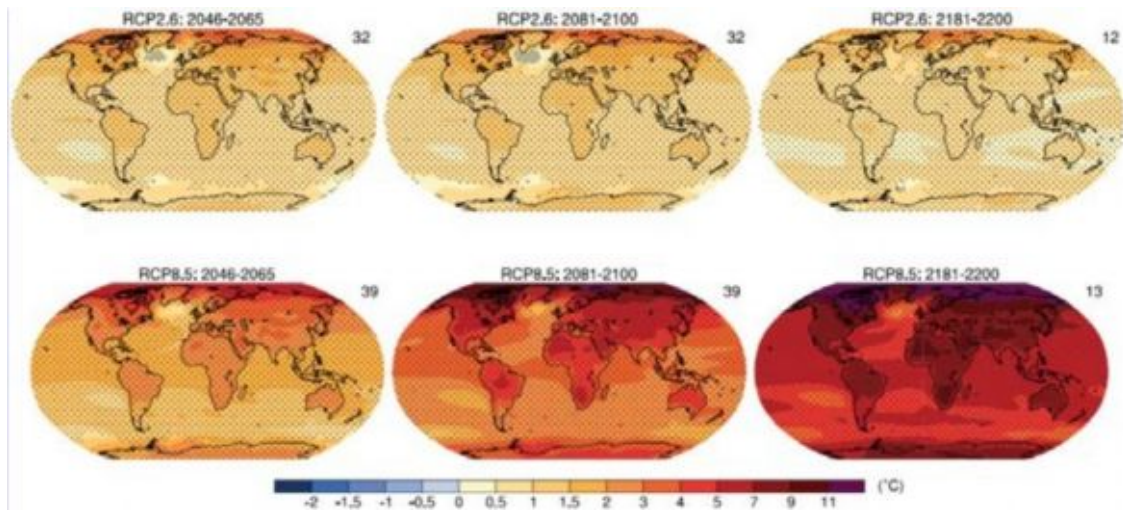 RCP2.6: 2046-2065 32
RCP2.6: 2081-2100 32
RCP2.6: 2181-2200 12
RCP8.5: 2046-2065 39
RCP8.5: 2081-2100 39
RCP8.5: 2181-2200 13
-2 -1.5 -1 -0.5 0 0.5 1 1.5 2 3 4 5 7 9 11 (°C)